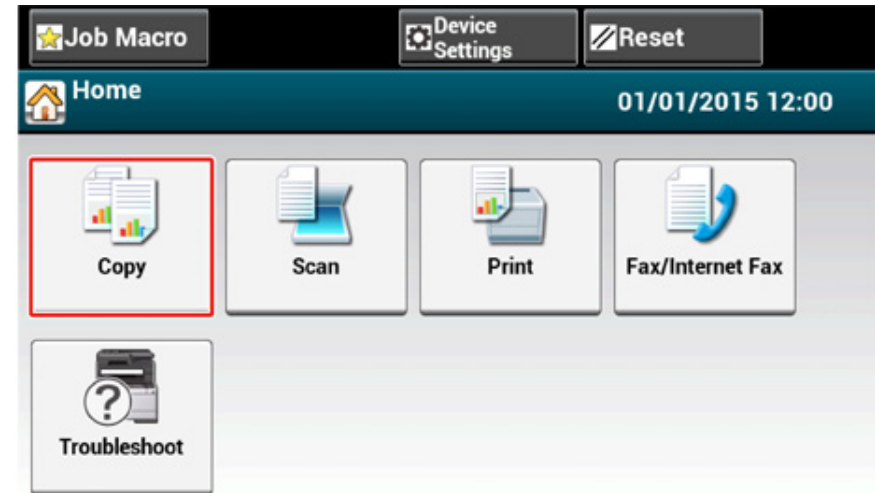 Job Macro
Device
Settings
Reset
Home
01/01/2015 12:00
Copy
Scan
Print
Fax/Internet Fax
Troubleshoot